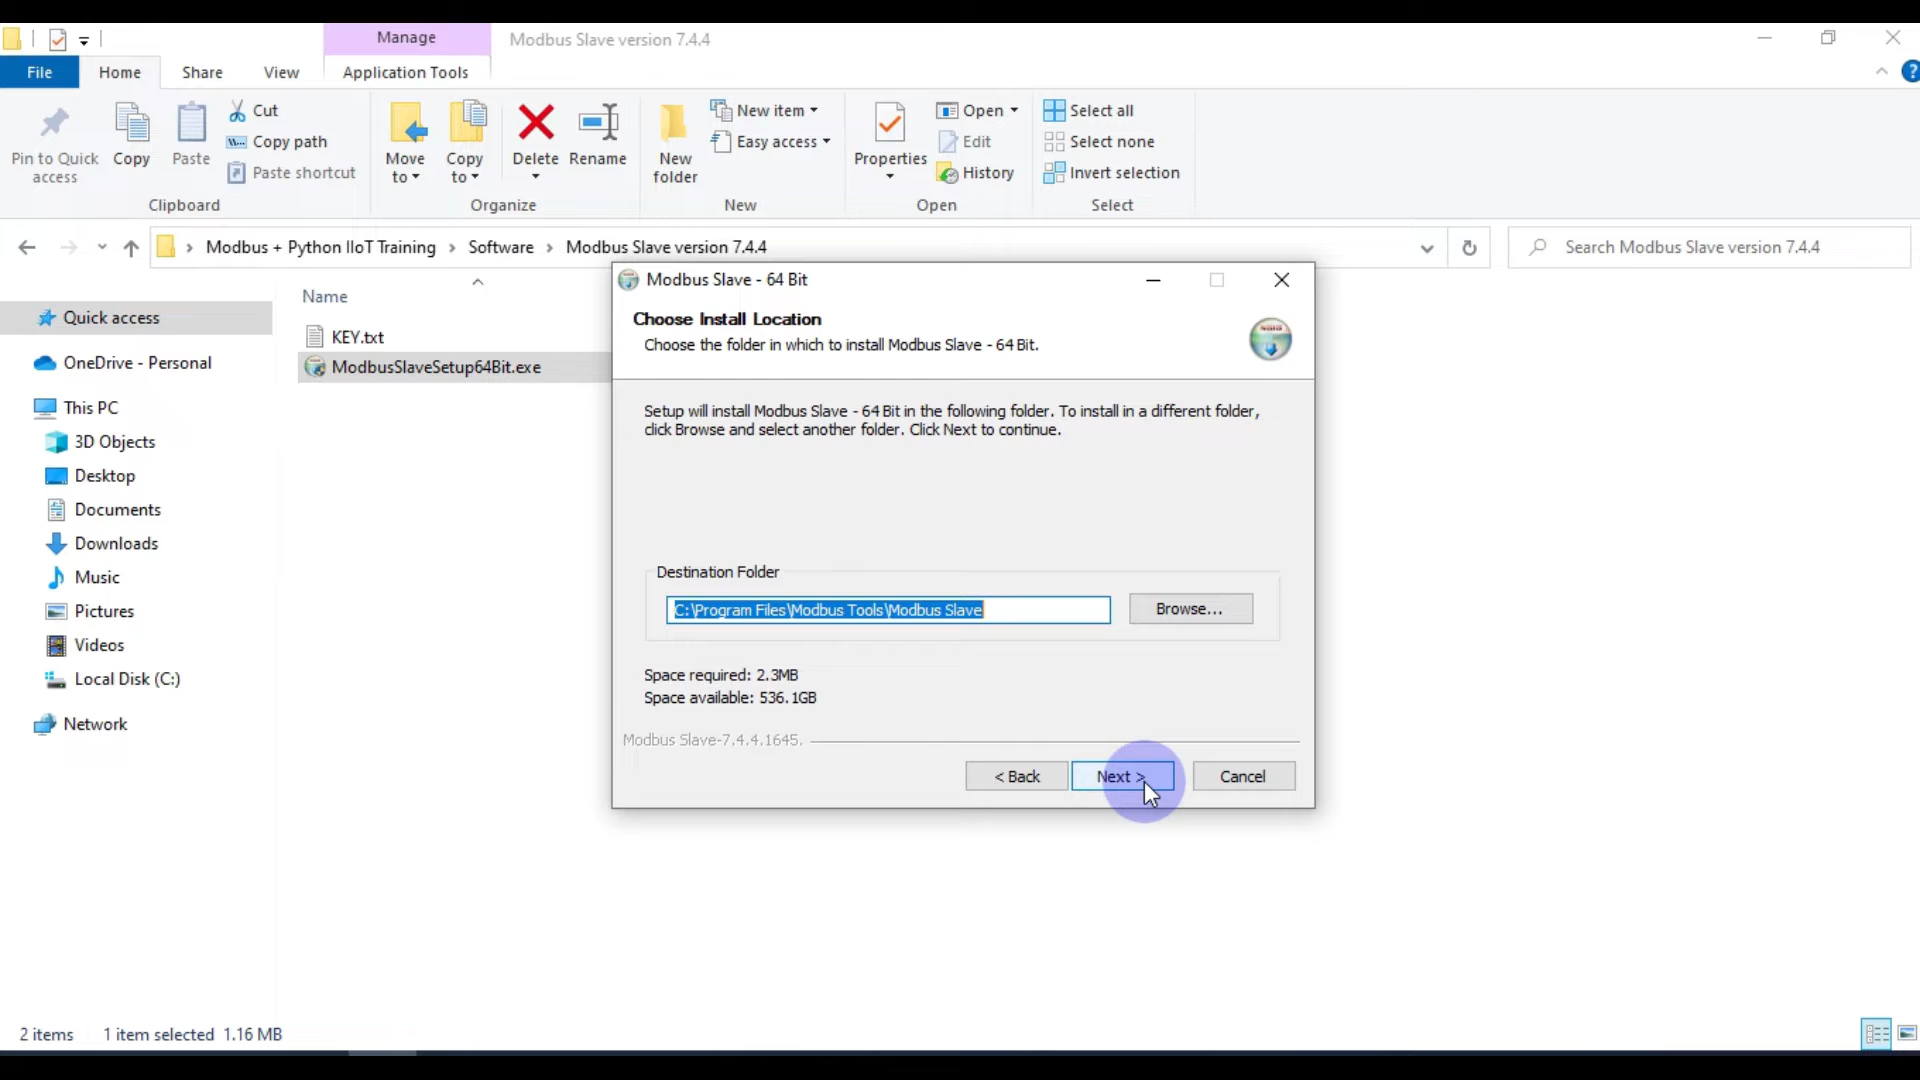 Manage
Modbus Slave version 7.4.4
File
Home
Share
View
Application Tools
Pin to Quick
access
Copy
Paste
Cut
Copy path
Paste shortcut
Clipboard
Move
to
Copy
to
Delete
Rename
Organize
New
folder
New item
Easy access
New
Properties
Open
Edit
History
Open
Select all
Select none
Invert selection
Select
Modbus + Python IIoT Training
Software
Modbus Slave version 7.4.4
Search Modbus Slave version 7.4.4
Quick access
OneDrive - Personal
This PC
3D Objects
Desktop
Documents
Downloads
Music
Pictures
Videos
Local Disk (C:)
Network
Name
KEY.txt
ModbusSlaveSetup64Bit.exe
Modbus Slave - 64 Bit
Choose Install Location
Choose the folder in which to install Modbus Slave - 64 Bit.
Setup will install Modbus Slave - 64 Bit in the following folder. To install in a different folder,
click Browse and select another folder. Click Next to continue.
Destination Folder
C:\Program Files\Modbus Tools\Modbus Slave
Browse...
Space required: 2.3MB
Space available: 536.1GB
Modbus Slave-7.4.4.1645.
< Back
Next >
Cancel
2 items
1 item selected 1.16 MB